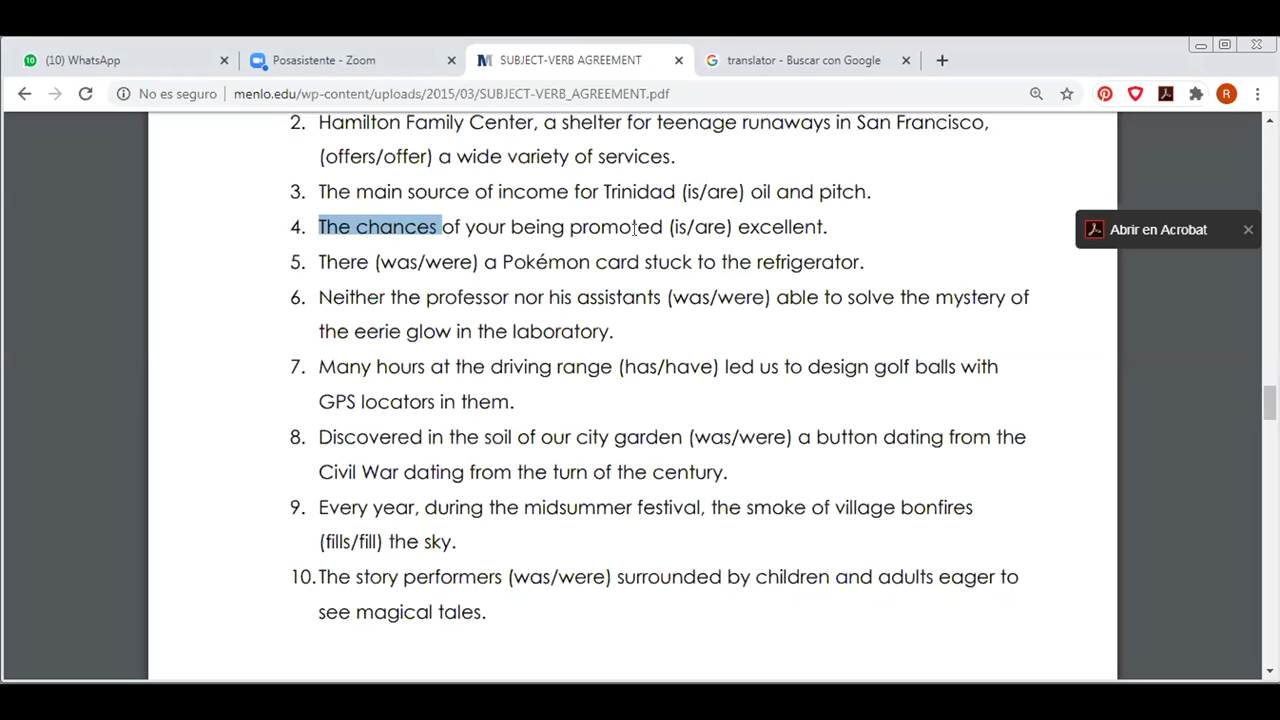 (10) WhatsApp
Posasistente - Zoom
SUBJECT-VERB AGREEMENT
translator - Buscar con Google
No es seguro
menlo.edu/wp-content/uploads/2015/03/SUBJECT-VERB_AGREEMENT.pdf
R
2. Hamilton Family Center, a shelter for teenage runaways in San Francisco,
(offers/offer) a wide variety of services.
3. The main source of income for Trinidad (is/are) oil and pitch.
4. The chances of your being promoted (is/are) excellent.
Abrir en Acrobat
5. There (was/were) a Pokémon card stuck to the refrigerator.
6. Neither the professor nor his assistants (was/were) able to solve the mystery of
the eerie glow in the laboratory.
7. Many hours at the driving range (has/have) led us to design golf balls with
GPS locators in them.
8. Discovered in the soil of our city garden (was/were) a button dating from the
Civil War dating from the turn of the century.
9. Every year, during the midsummer festival, the smoke of village bonfires
(fills/fill) the sky.
10. The story performers (was/were) surrounded by children and adults eager to
see magical tales.